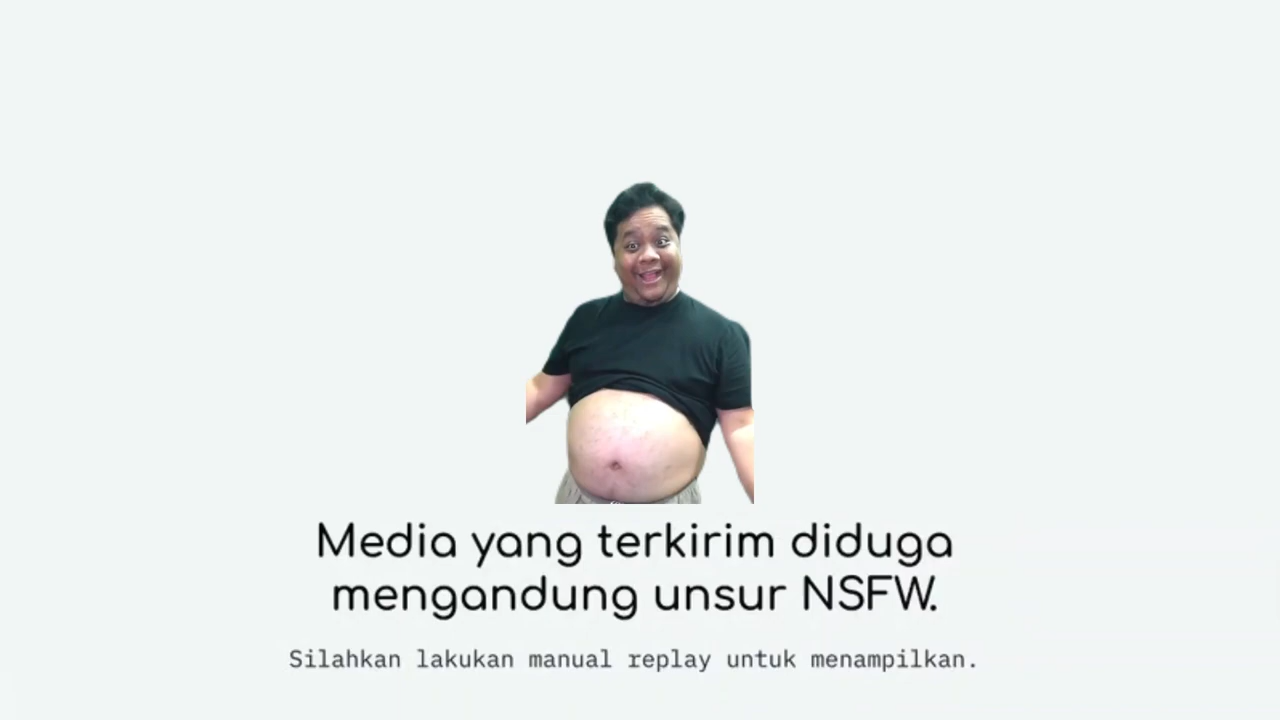 Media yang terkirim diduga
mengandung unsur NSFW.
Silahkan lakukan manual replay untuk menampilkan.